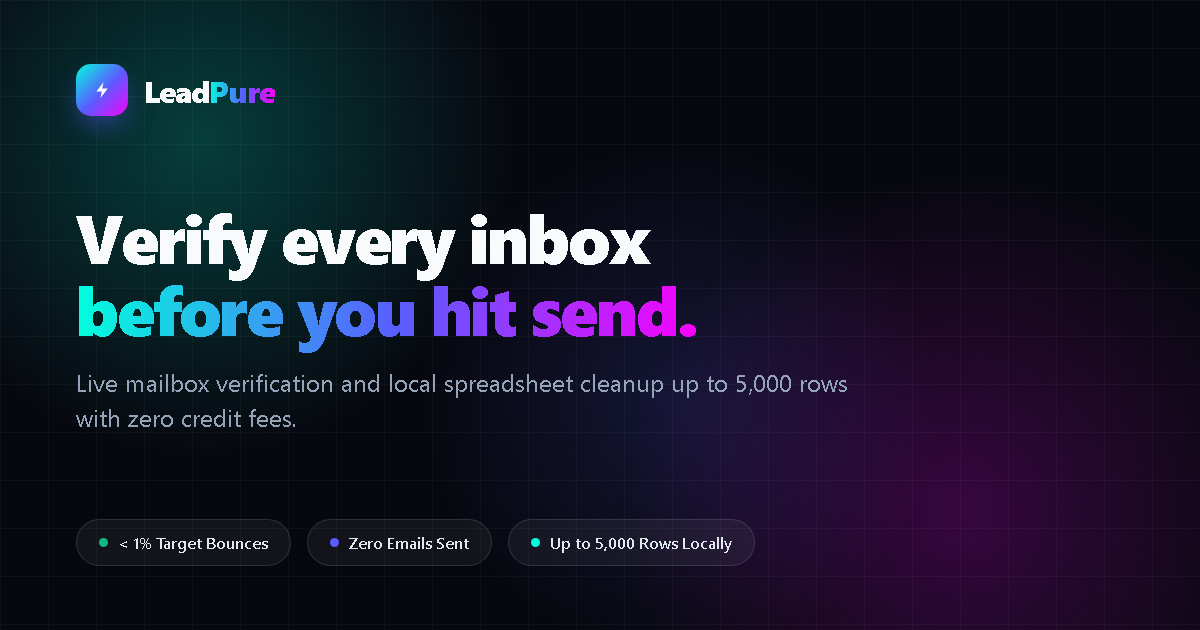 LeadPure
Verify every inbox
before you hit send.
Live mailbox verification and local spreadsheet cleanup up to 5,000 rows
with zero credit fees.
< 1% Target Bounces
Zero Emails Sent
Up to 5,000 Rows Locally